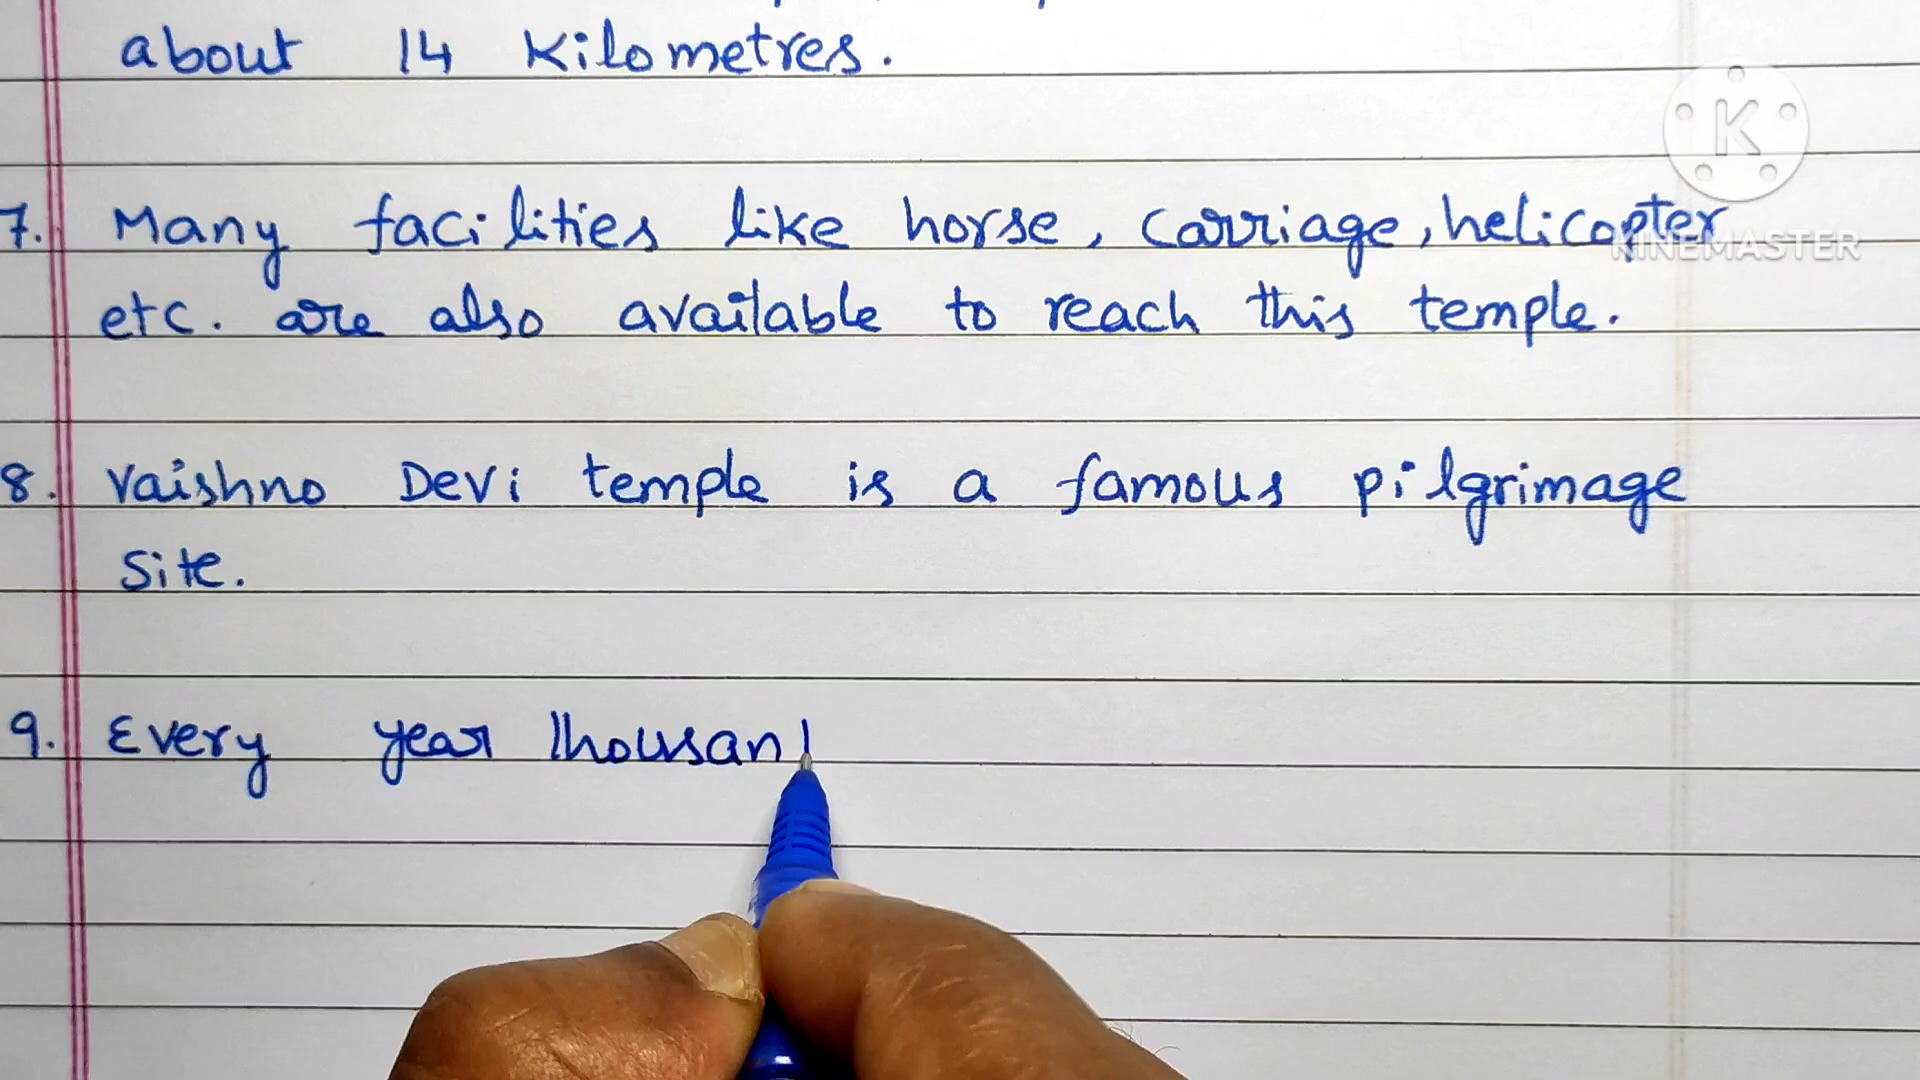 about 14 Kilometres.
7. Many facilities like horse, carriage, helicopter
KINEMASTER
etc. are also available to reach this temple.
8. Vaishno Devi temple is a famous pilgrimage
site.
9. Every year thousan